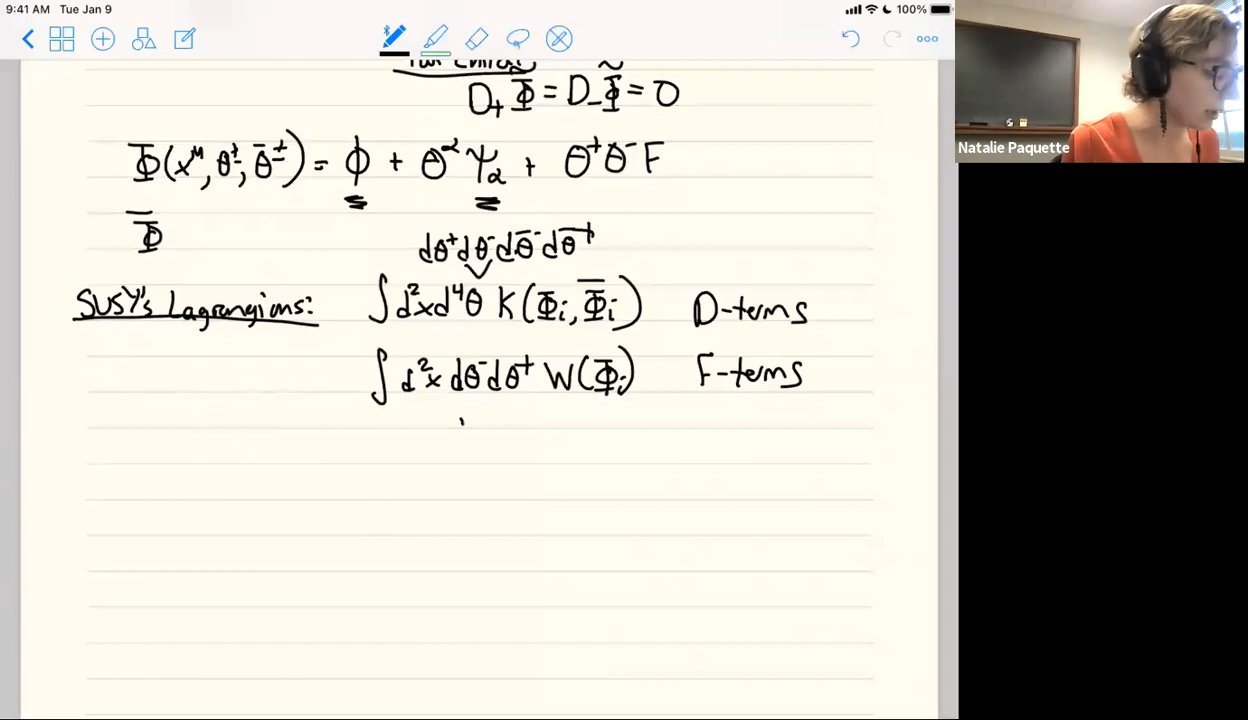 9:41 AM Tue Jan 9
100%
D₊Φ̄ = D₋Φ̃ = 0
Φ(x^μ, θ^±, θ̄^±) = ϕ + θ^α ψ_α + θ⁺θ⁻F
Φ̄
dθ⁺dθ⁻dθ̄⁻dθ̄⁺
SUSY's Lagrangians: ∫d²x d⁴θ K(Φᵢ, Φ̄ᵢ) D-terms
∫d²x dθ⁻dθ⁺ W(Φᵢ) F-terms
Natalie Paquette